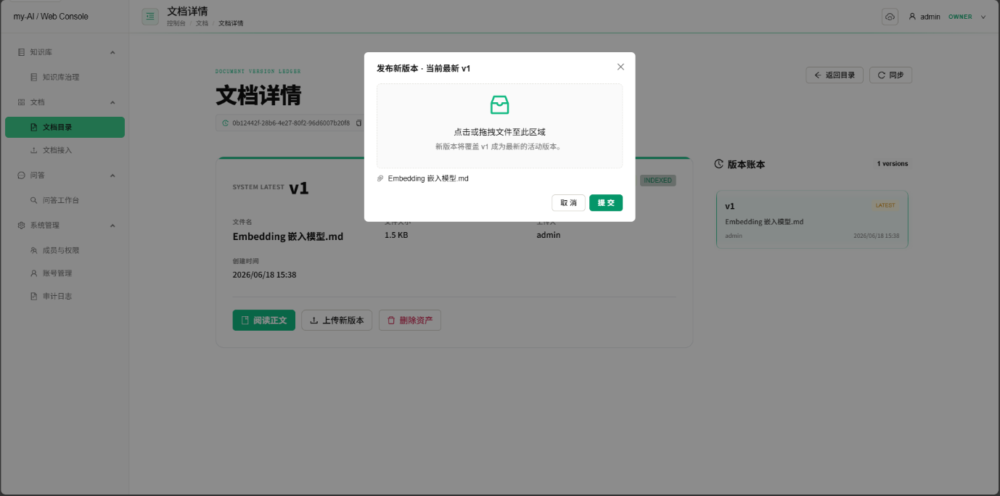 my-AI / Web Console
文档详情
控制台 / 文档 / 文档详情
admin OWNER
知识库
知识库治理
文档
文档目录
文档接入
问答
问答工作台
系统管理
成员与权限
账号管理
审计日志
DOCUMENT VERSION LEDGER
文档详情
0b12442f-28b6-4e27-80f2-96d6007b20f8
返回目录
同步
发布新版本 · 当前最新 v1
点击或拖拽文件至此区域
新版本将覆盖 v1 成为最新的活动版本。
Embedding 嵌入模型.md
取 消
提 交
SYSTEM LATEST v1
INDEXED
文件名
Embedding 嵌入模型.md
文件大小
1.5 KB
上传人
admin
创建时间
2026/06/18 15:38
阅读正文
上传新版本
删除资产
版本账本
1 versions
v1
LATEST
Embedding 嵌入模型.md
admin
2026/06/18 15:38